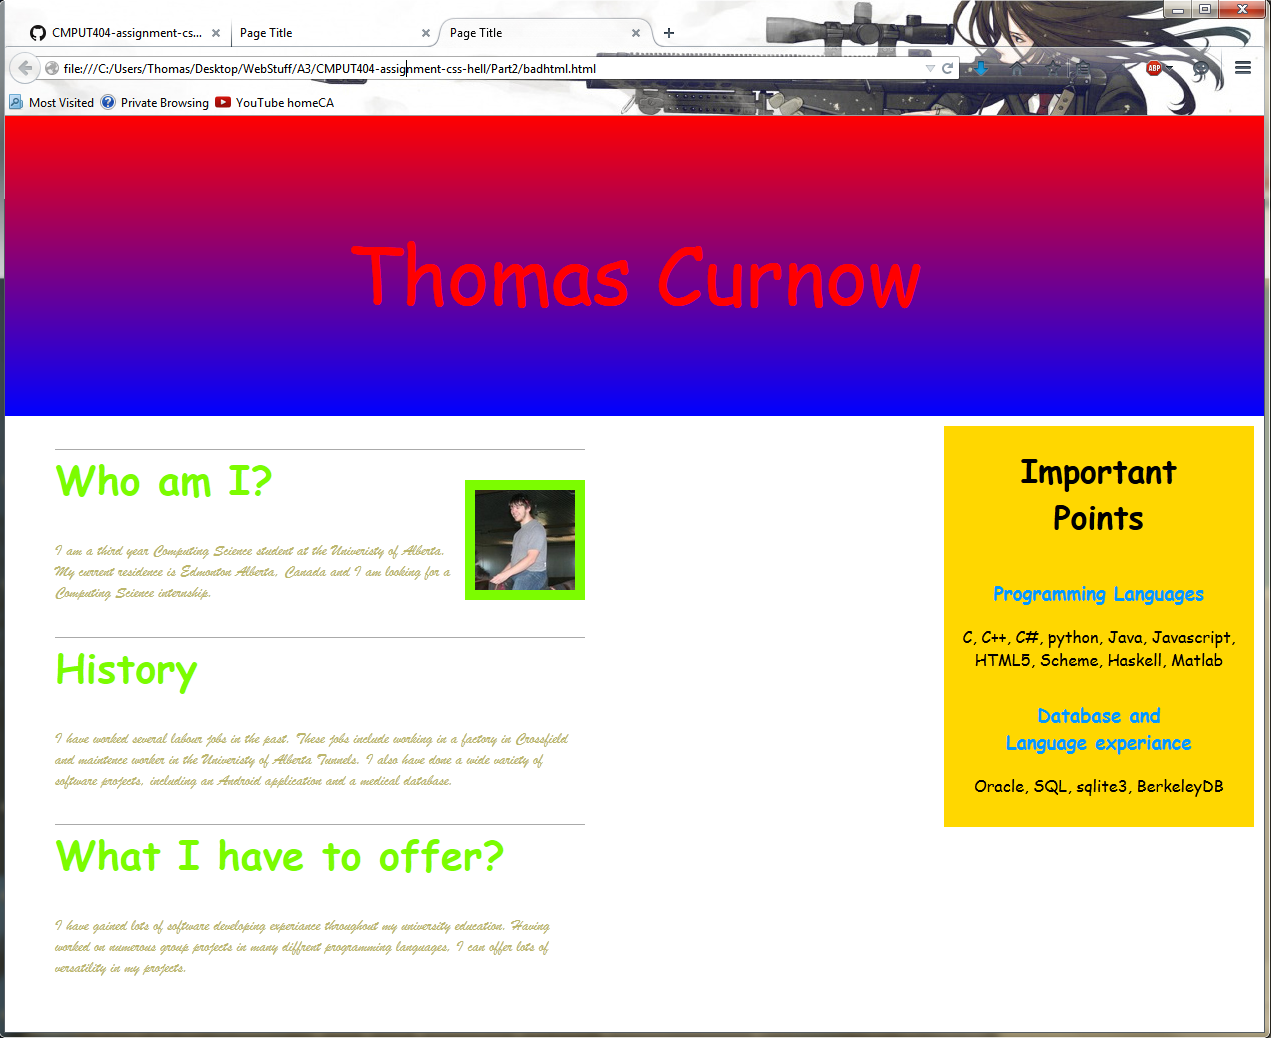 CMPUT404-assignment-cs...
Page Title
Page Title
file:///C:/Users/Thomas/Desktop/WebStuff/A3/CMPUT404-assignment-css-hell/Part2/badhtml.html
ABP
Most Visited
Private Browsing
YouTube homeCA
Thomas Curnow
Who am I?
I am a third year Computing Science student at the Univeristy of Alberta.
My current residence is Edmonton Alberta, Canada and I am looking for a
Computing Science internship.
History
I have worked several labour jobs in the past. These jobs include working in a factory in Crossfield
and maintence worker in the Univeristy of Alberta Tunnels. I also have done a wide variety of
software projects, including an Android application and a medical database.
What I have to offer?
I have gained lots of software developing experiance throughout my university education. Having
worked on numerous group projects in many diffrent programming languages, I can offer lots of
versatility in my projects.
Important
Points
Programming Languages
C, C++, C#, python, Java, Javascript,
HTML5, Scheme, Haskell, Matlab
Database and
Language experiance
Oracle, SQL, sqlite3, BerkeleyDB